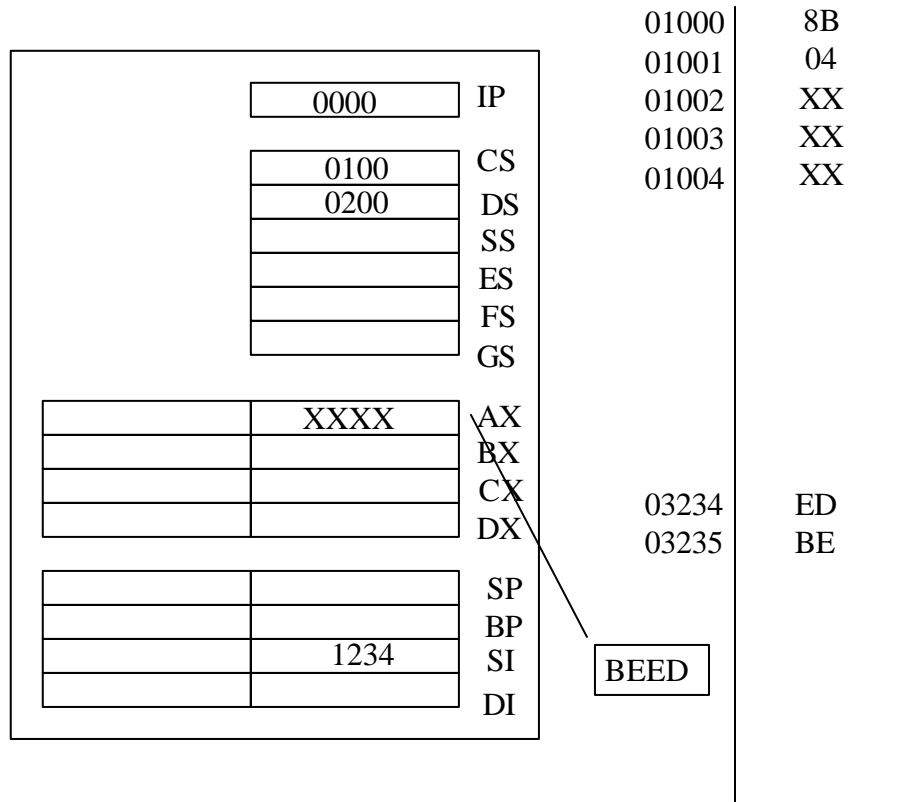 0000 IP
0100 CS
0200 DS
SS
ES
FS
GS
XXXX AX
BX
CX
DX
SP
BP
1234 SI
DI
BEED
01000 8B
01001 04
01002 XX
01003 XX
01004 XX
03234 ED
03235 BE